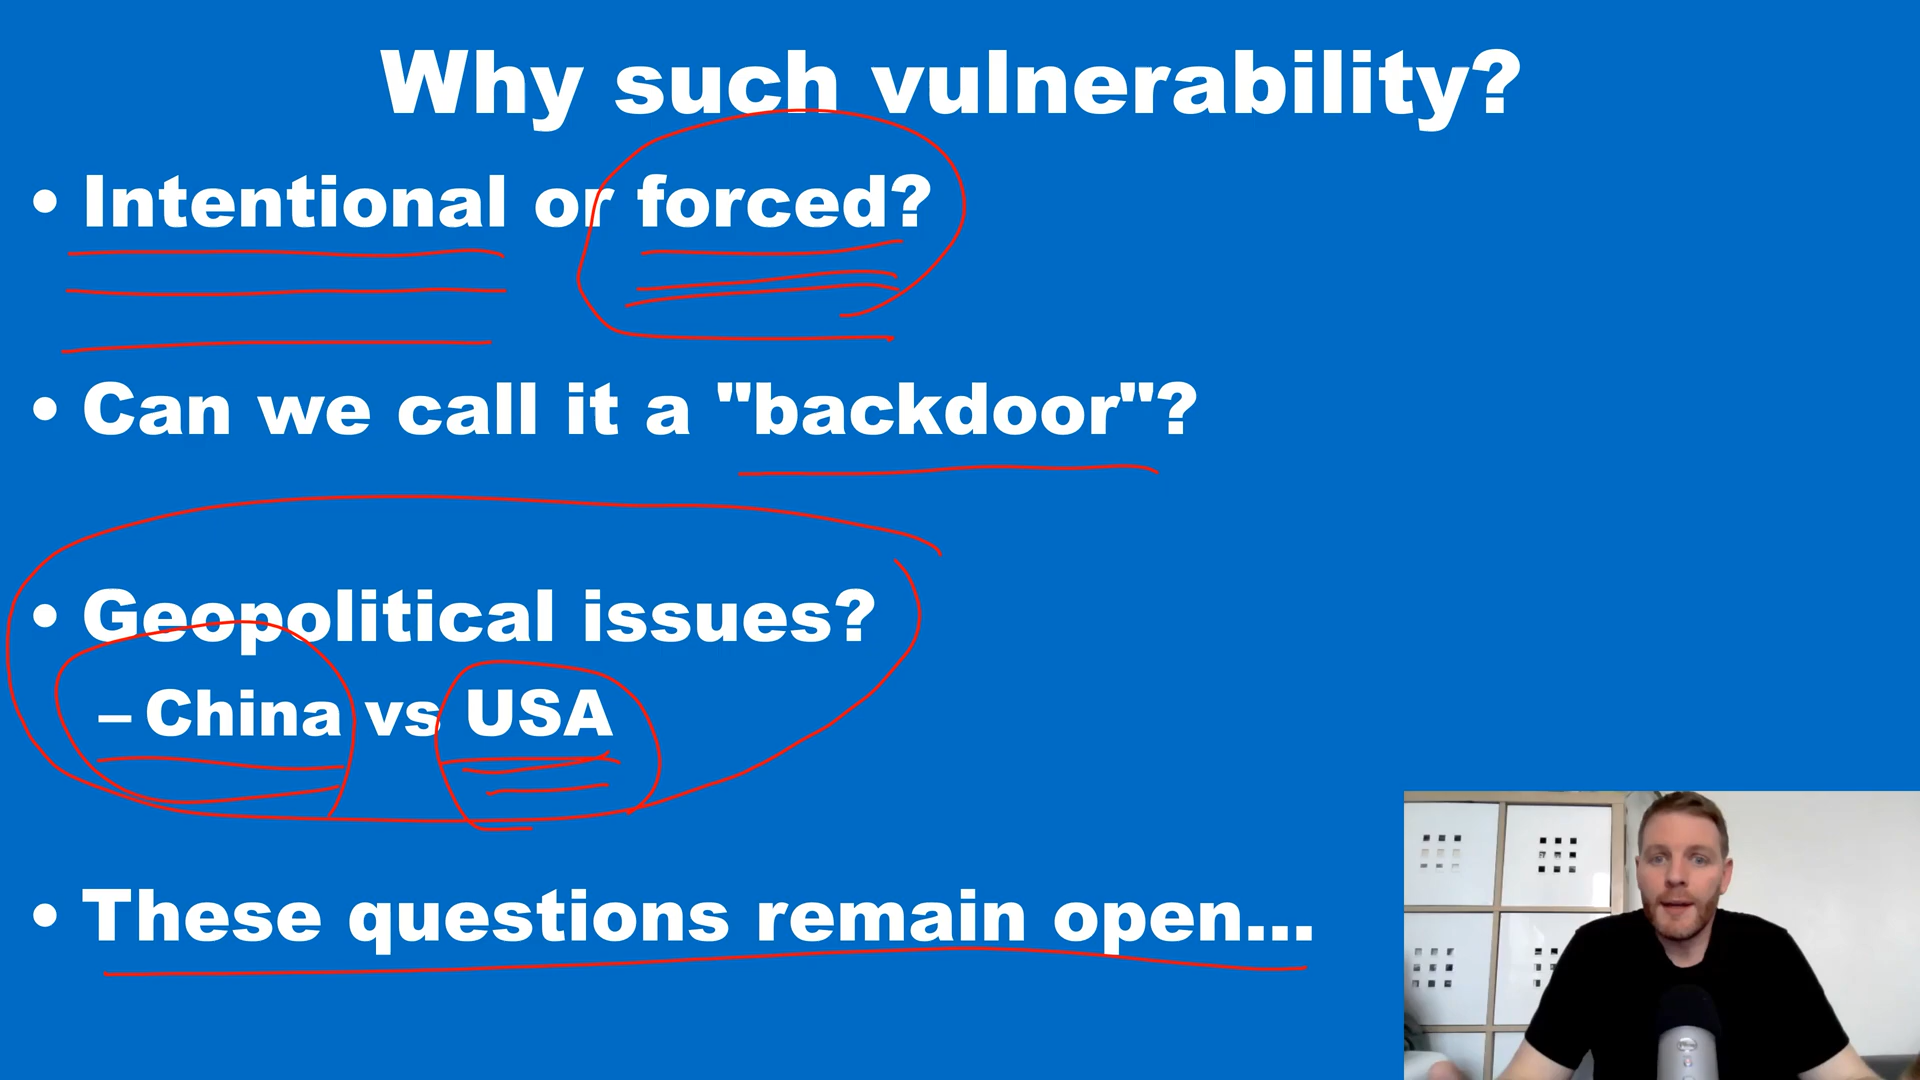 Why such vulnerability?
• Intentional or forced?
• Can we call it a "backdoor"?
• Geopolitical issues?
– China vs USA
• These questions remain open...